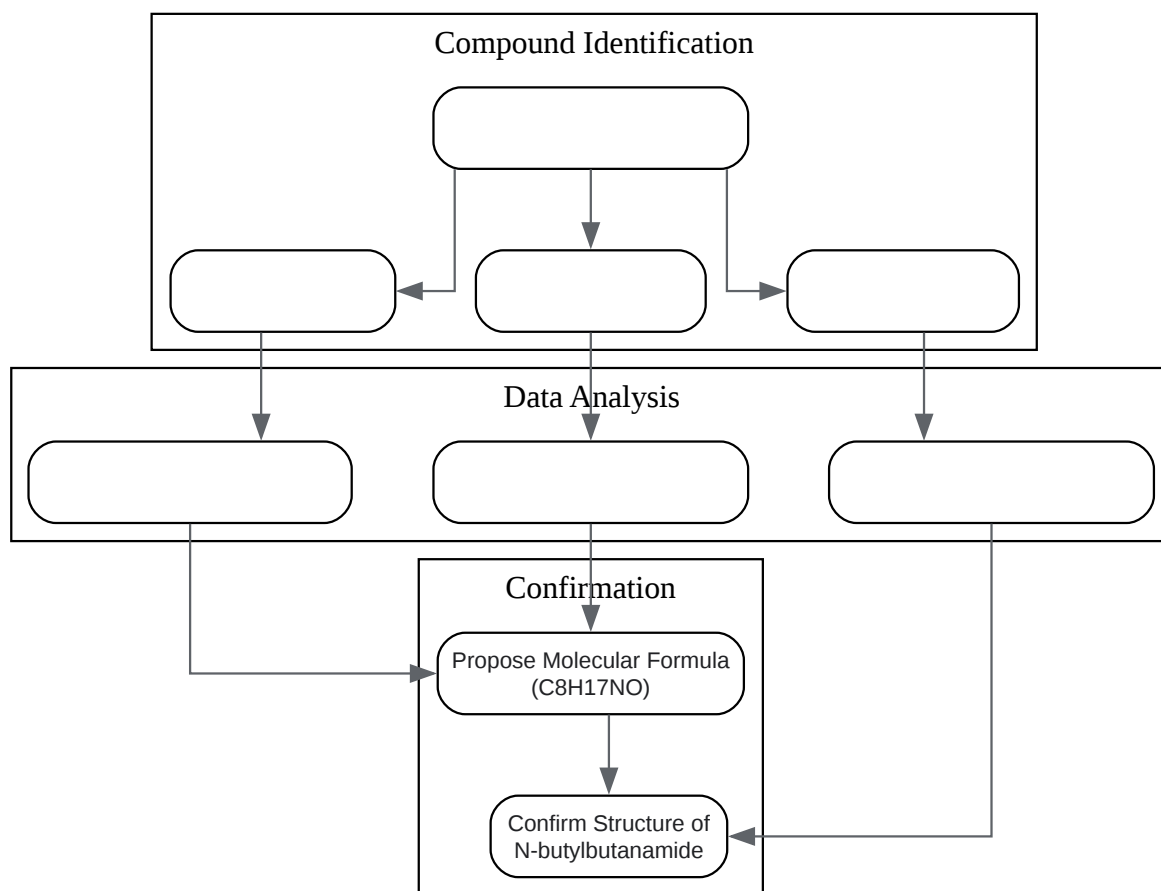 Compound Identification
Data Analysis
Confirmation
Propose Molecular Formula
(C8H17NO)
Confirm Structure of
N-butylbutanamide